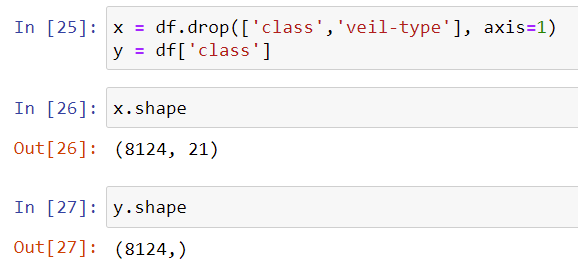 In [25]: x = df.drop(['class','veil-type'], axis=1)
y = df['class']
In [26]: x.shape
Out[26]: (8124, 21)
In [27]: y.shape
Out[27]: (8124,)